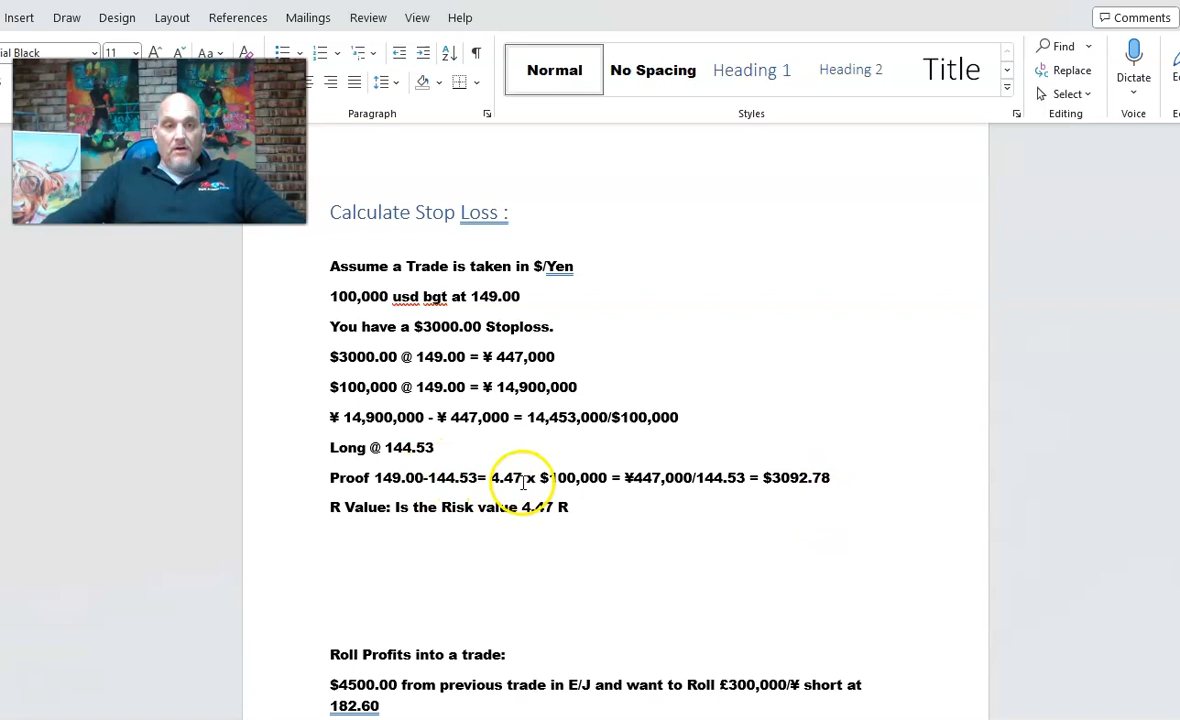 Insert Draw Design Layout References Mailings Review View Help Comments
ial Black 11 Aa Normal No Spacing Heading 1 Heading 2 Title Find Replace Select Dictate
Paragraph Styles Editing Voice
Calculate Stop Loss :
Assume a Trade is taken in $/Yen
100,000 usd bgt at 149.00
You have a $3000.00 Stoploss.
$3000.00 @ 149.00 = ¥ 447,000
$100,000 @ 149.00 = ¥ 14,900,000
¥ 14,900,000 - ¥ 447,000 = 14,453,000/$100,000
Long @ 144.53
Proof 149.00-144.53= 4.47 x $100,000 = ¥447,000/144.53 = $3092.78
R Value: Is the Risk value 4.47 R
Roll Profits into a trade:
$4500.00 from previous trade in E/J and want to Roll £300,000/¥ short at
182.60